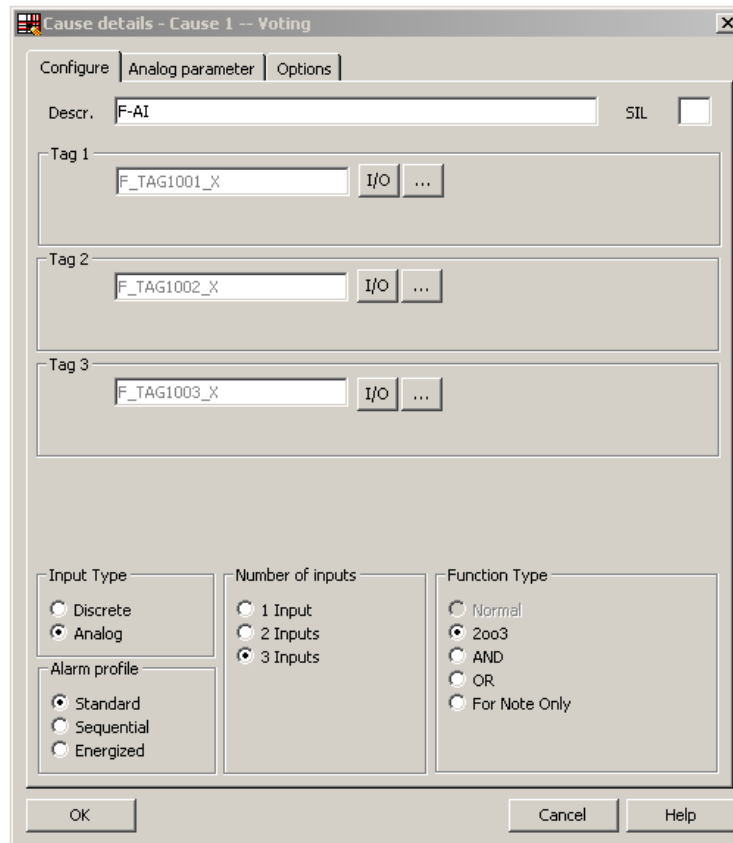 Cause details - Cause 1 -- Voting
Configure Analog parameter Options
Descr. F-AI SIL
Tag 1
F_TAG1001_X I/O ...
Tag 2
F_TAG1002_X I/O ...
Tag 3
F_TAG1003_X I/O ...
Input Type
Discrete
Analog
Alarm profile
Standard
Sequential
Energized
Number of inputs
1 Input
2 Inputs
3 Inputs
Function Type
Normal
2oo3
AND
OR
For Note Only
OK Cancel Help